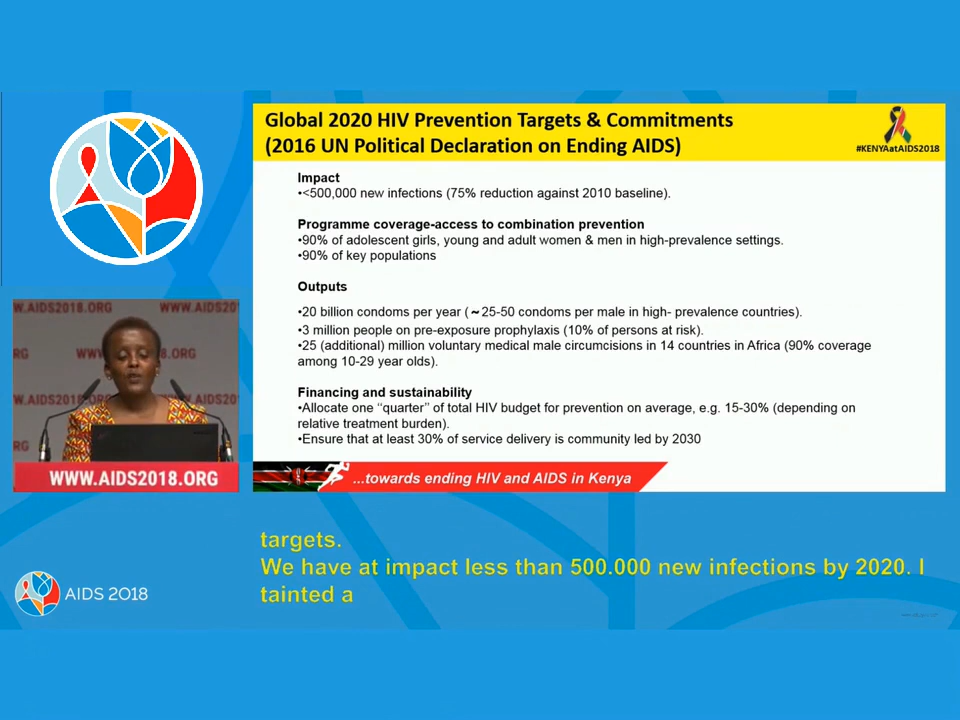 Global 2020 HIV Prevention Targets & Commitments
(2016 UN Political Declaration on Ending AIDS)
#KENYAatAIDS2018
Impact
•<500,000 new infections (75% reduction against 2010 baseline).
Programme coverage-access to combination prevention
•90% of adolescent girls, young and adult women & men in high-prevalence settings.
•90% of key populations
Outputs
•20 billion condoms per year (~25-50 condoms per male in high- prevalence countries).
•3 million people on pre-exposure prophylaxis (10% of persons at risk).
•25 (additional) million voluntary medical male circumcisions in 14 countries in Africa (90% coverage
among 10-29 year olds).
Financing and sustainability
•Allocate one “quarter” of total HIV budget for prevention on average, e.g. 15-30% (depending on
relative treatment burden).
•Ensure that at least 30% of service delivery is community led by 2030
...towards ending HIV and AIDS in Kenya
W.AIDS2018.ORG
WWW.AIDS20
RG
WW.AIDS2018.ORG
WWW.AIDS2018.ORG
targets.
We have at impact less than 500.000 new infections by 2020. I
tainted a
AIDS 2018